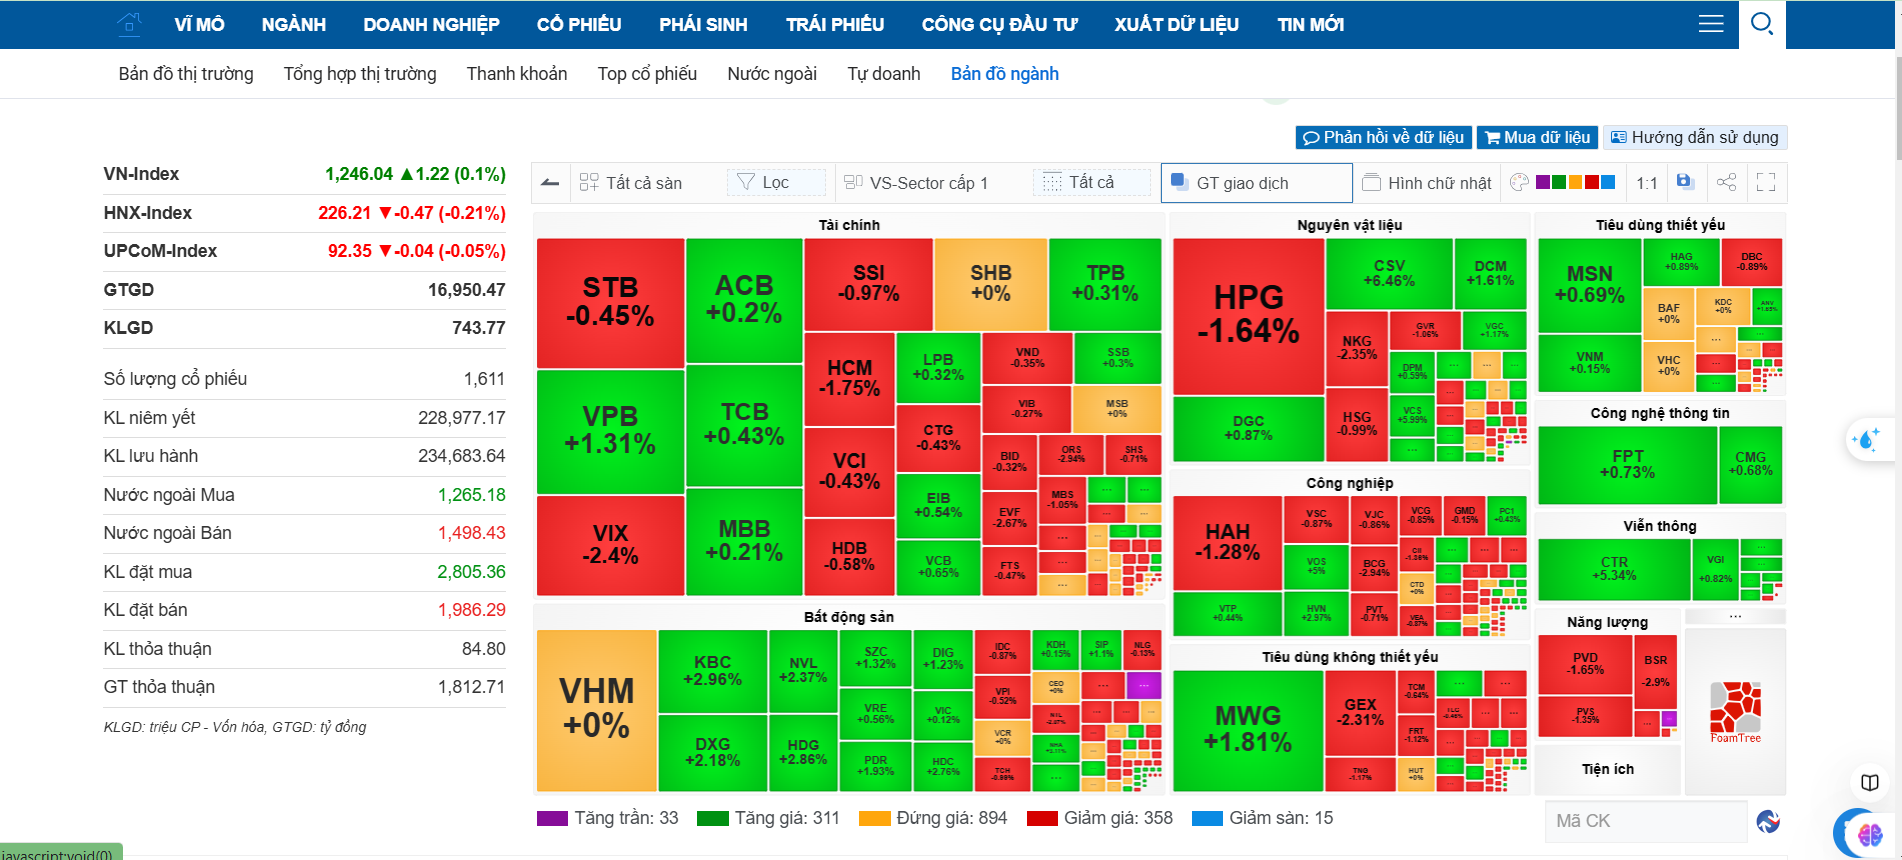 VĨ MÔ NGÀNH DOANH NGHIỆP CỔ PHIẾU PHÁI SINH TRÁI PHIẾU CÔNG CỤ ĐẦU TƯ XUẤT DỮ LIỆU TIN MỚI
Bản đồ thị trường Tổng hợp thị trường Thanh khoản Top cổ phiếu Nước ngoài Tự doanh Bản đồ ngành
Phản hồi về dữ liệu Mua dữ liệu Hướng dẫn sử dụng
VN-Index 1,246.04 ▲1.22 (0.1%)
HNX-Index 226.21 ▼-0.47 (-0.21%)
UPCoM-Index 92.35 ▼-0.04 (-0.05%)
GTGD 16,950.47
KLGD 743.77
Số lượng cổ phiếu 1,611
KL niêm yết 228,977.17
KL lưu hành 234,683.64
Nước ngoài Mua 1,265.18
Nước ngoài Bán 1,498.43
KL đặt mua 2,805.36
KL đặt bán 1,986.29
KL thỏa thuận 84.80
GT thỏa thuận 1,812.71
KLGD: triệu CP - Vốn hóa, GTGD: tỷ đồng
Tất cả sàn Lọc VS-Sector cấp 1 Tất cả GT giao dịch Hình chữ nhật 1:1
Tài chính
STB
-0.45%
ACB
+0.2%
SSI
-0.97%
SHB
+0%
TPB
+0.31%
VPB
+1.31%
TCB
+0.43%
HCM
-1.75%
LPB
+0.32%
VND
-0.35%
SSB
+0.3%
VIB
-0.27%
MSB
+0%
CTG
-0.43%
VCI
-0.43%
BID
-0.32%
ORS
-2.94%
SHS
-0.71%
VIX
-2.4%
MBB
+0.21%
EIB
+0.54%
EVF
-2.67%
MBS
-1.05%
HDB
-0.58%
VCB
+0.65%
FTS
-0.47%
Bất động sản
VHM
+0%
KBC
+2.96%
NVL
+2.37%
SZC
+1.32%
DIG
+1.23%
IDC
-0.87%
KDH
+0.15%
SIP
+1.1%
NLG
-0.13%
VRE
+0.56%
VIC
+0.12%
VPI
-0.52%
CEO
+0%
DXG
+2.18%
HDG
+2.86%
PDR
+1.93%
HDC
+2.76%
VCR
+0%
TCH
Nguyên vật liệu
HPG
-1.64%
CSV
+6.46%
DCM
+1.61%
NKG
-2.35%
GVR
-1.06%
VGC
+1.17%
DPM
+0.59%
DGC
+0.87%
HSG
-0.99%
VCS
+5.99%
Công nghiệp
HAH
-1.28%
VSC
-0.87%
VJC
-0.86%
VCG
-0.85%
GMD
-0.15%
PC1
+0.43%
VOS
+5%
BCG
-2.94%
CII
CTD
+0%
VTP
+0.44%
HVN
+2.97%
PVT
-0.71%
VEA
Tiêu dùng không thiết yếu
MWG
+1.81%
GEX
-2.31%
TCM
-0.64%
FRT
-1.12%
TNG
-1.17%
HUT
+0%
Tiêu dùng thiết yếu
MSN
+0.69%
HAG
+0.89%
DBC
-0.89%
BAF
+0%
KDC
+0%
ANV
VNM
+0.15%
VHC
+0%
Công nghệ thông tin
FPT
+0.73%
CMG
+0.68%
Viễn thông
CTR
+5.34%
VGI
+0.82%
Năng lượng
PVD
-1.65%
BSR
-2.9%
PVS
-1.35%
FoamTree
Tiện ích
Tăng trần: 33 Tăng giá: 311 Đứng giá: 894 Giảm giá: 358 Giảm sàn: 15
Mã CK
javascript:void(0)